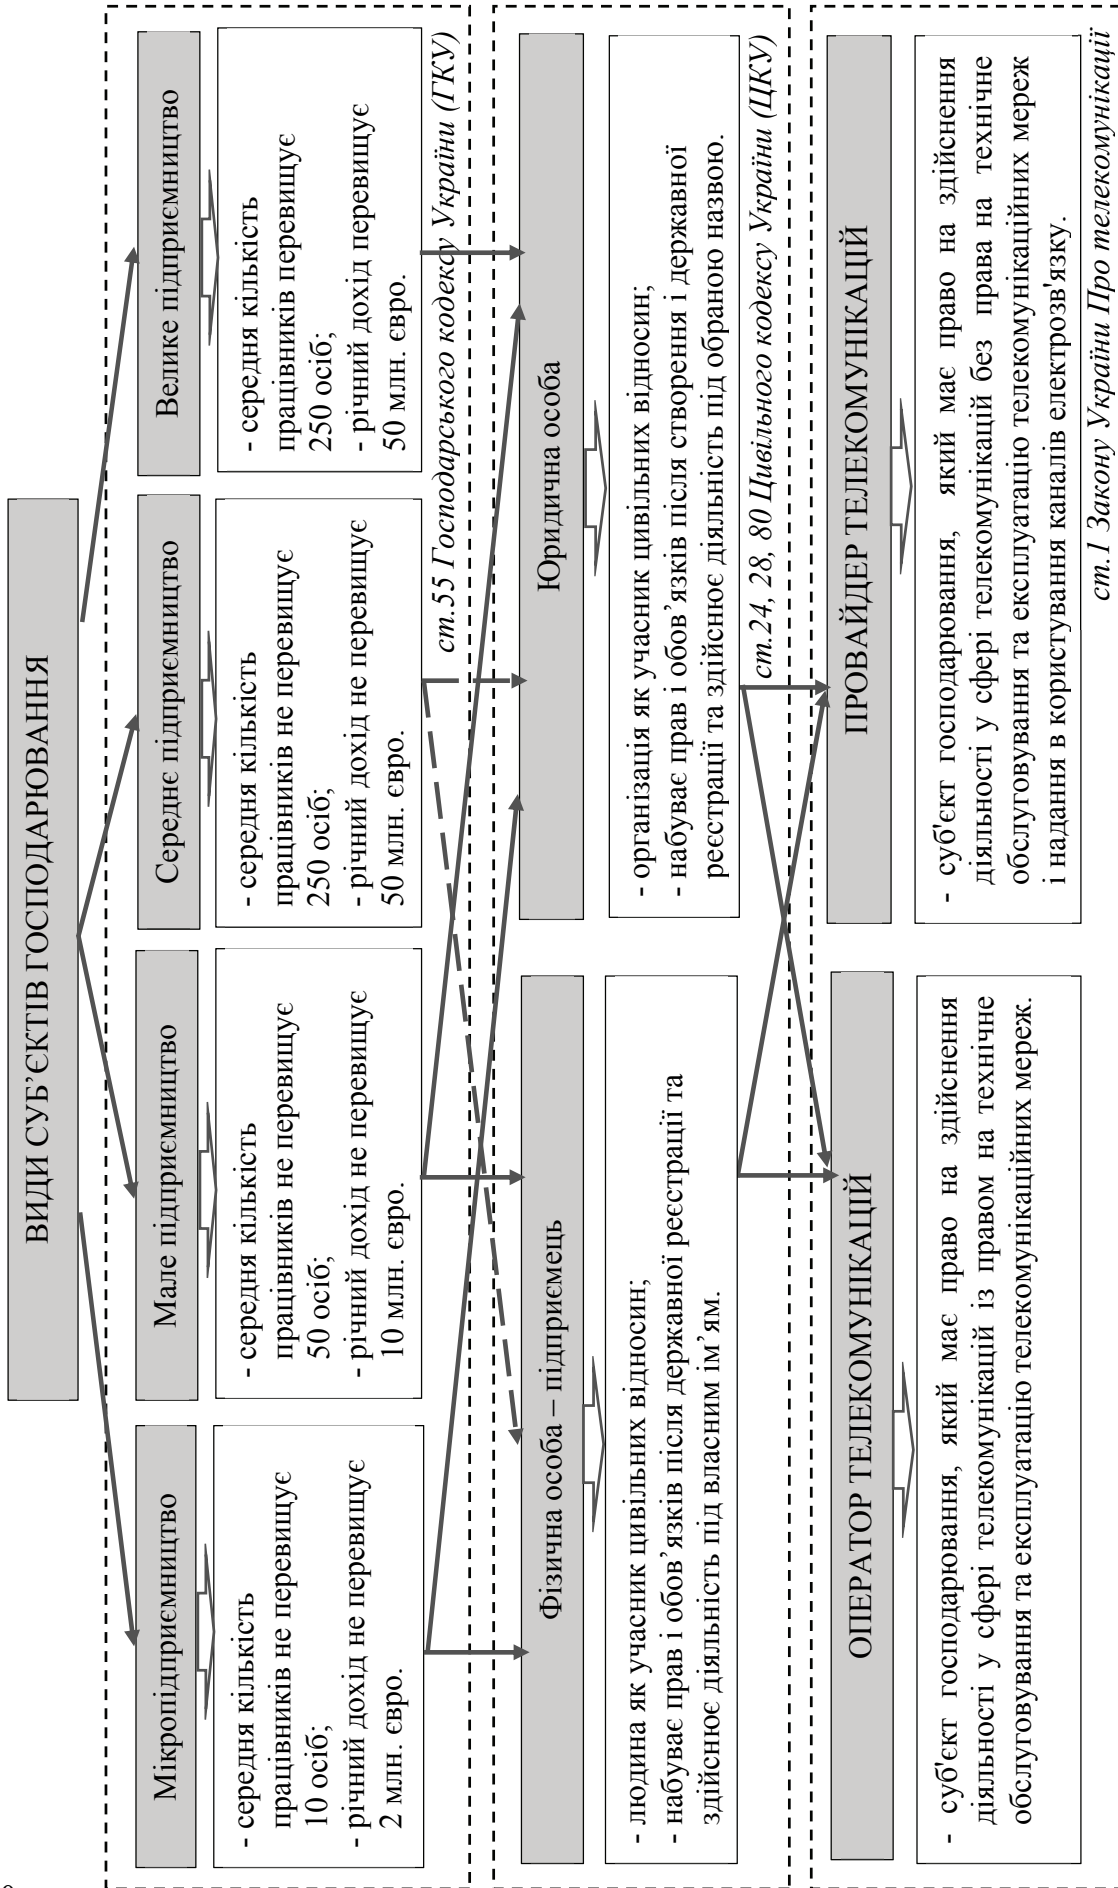 ВИДИ СУБ’ЄКТІВ ГОСПОДАРЮВАННЯ
Мікропідприємництво
- середня кількість
працівників не перевищує
10 осіб;
- річний дохід не перевищує
2 млн. євро.
Мале підприємництво
- середня кількість
працівників не перевищує
50 осіб;
- річний дохід не перевищує
10 млн. євро.
Середнє підприємництво
- середня кількість
працівників не перевищує
250 осіб;
- річний дохід не перевищує
50 млн. євро.
Велике підприємництво
- середня кількість
працівників перевищує
250 осіб;
- річний дохід перевищує
50 млн. євро.
ст.55 Господарського кодексу України (ГКУ)
Фізична особа – підприємець
- людина як учасник цивільних відносин;
- набуває прав і обов’язків після державної реєстрації та
здійснює діяльність під власним ім’ям.
Юридична особа
- організація як учасник цивільних відносин;
- набуває прав і обов’язків після створення і державної
реєстрації та здійснює діяльність під обраною назвою.
ст.24, 28, 80 Цивільного кодексу України (ЦКУ)
ОПЕРАТОР ТЕЛЕКОМУНІКАЦІЙ
- суб'єкт господарювання, який має право на здійснення
діяльності у сфері телекомунікацій із правом на технічне
обслуговування та експлуатацію телекомунікаційних мереж.
ПРОВАЙДЕР ТЕЛЕКОМУНІКАЦІЙ
- суб'єкт господарювання, який має право на здійснення
діяльності у сфері телекомунікацій без права на технічне
обслуговування та експлуатацію телекомунікаційних мереж
і надання в користування каналів електрозв'язку.
ст.1 Закону України Про телекомунікації